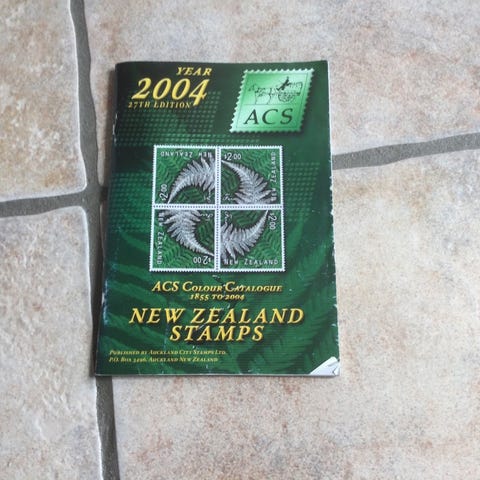 YEAR
2004
27TH EDITION
ACS
NEW ZEALAND
$2.00
$2.00
NEW ZEALAND
$2.00
NEW ZEALAND
NEW ZEALAND
$2.00
ACS COLOUR CATALOGUE
1855 TO 2004
NEW ZEALAND
STAMPS
PUBLISHED BY AUCKLAND CITY STAMPS LTD.
P.O. BOX 3496, AUCKLAND NEW ZEALAND